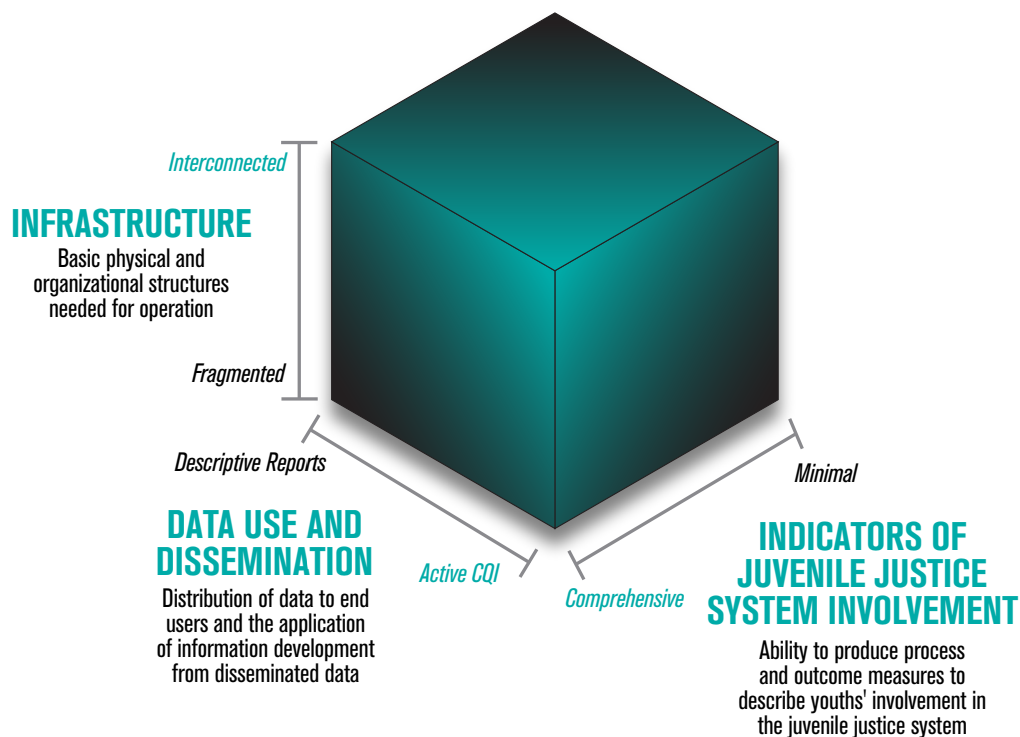 Interconnected
INFRASTRUCTURE
Basic physical and
organizational structures
needed for operation
Fragmented
Descriptive Reports
DATA USE AND
DISSEMINATION
Distribution of data to end
users and the application
of information development
from disseminated data
Active CQI
Comprehensive
Minimal
INDICATORS OF
JUVENILE JUSTICE
SYSTEM INVOLVEMENT
Ability to produce process
and outcome measures to
describe youths' involvement in
the juvenile justice system